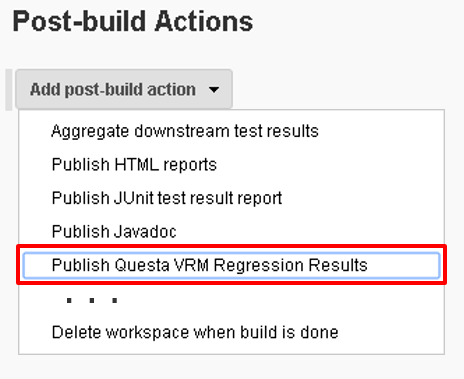 Post-build Actions
Add post-build action
Aggregate downstream test results
Publish HTML reports
Publish JUnit test result report
Publish Javadoc
Publish Questa VRM Regression Results
. . .
Delete workspace when build is done